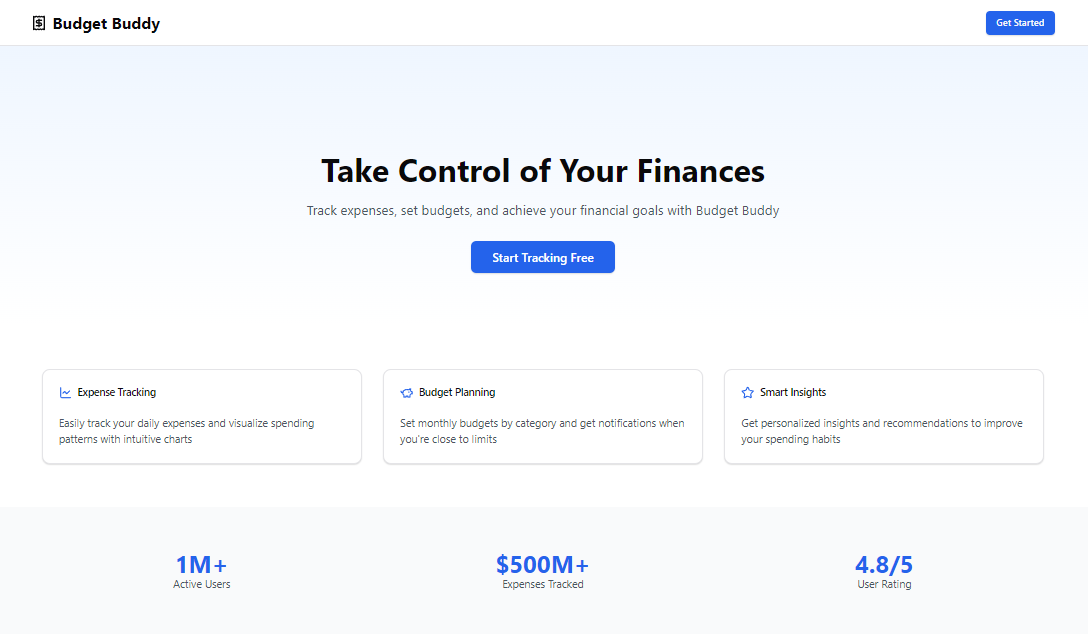 Budget Buddy
Get Started
Take Control of Your Finances
Track expenses, set budgets, and achieve your financial goals with Budget Buddy
Start Tracking Free
Expense Tracking
Easily track your daily expenses and visualize spending
patterns with intuitive charts
Budget Planning
Set monthly budgets by category and get notifications when
you're close to limits
Smart Insights
Get personalized insights and recommendations to improve
your spending habits
1M+
Active Users
$500M+
Expenses Tracked
4.8/5
User Rating